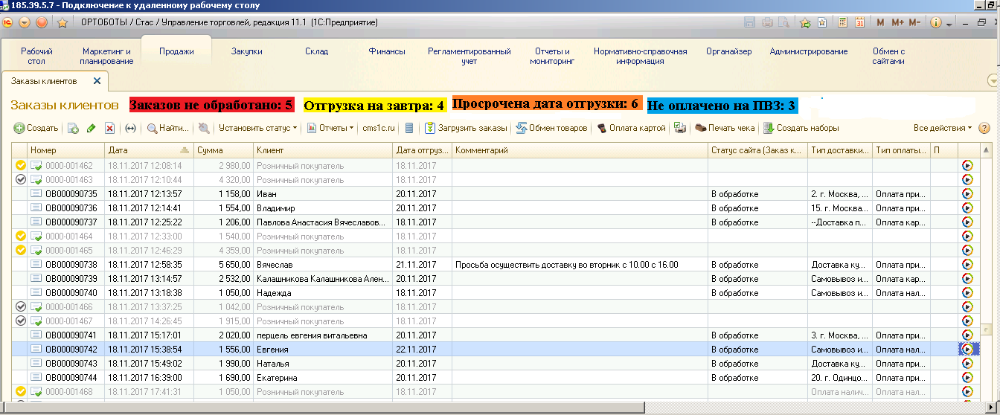 185.39.5.7 - Подключение к удаленному рабочему столу
ОРТОБОТЫ / Стас / Управление торговлей, редакция 11.1 (1С:Предприятие)
M M+ M-
Рабочий стол Маркетинг и планирование Продажи Закупки Склад Финансы Регламентированный учет Отчеты и мониторинг Нормативно-справочная информация Органайзер Администрирование Обмен с сайтами
Заказы клиентов
Заказы клиентов Заказов не обработано: 5 Отгрузка на завтра: 4 Просрочена дата отгрузки: 6 Не оплачено на ПВЗ: 3
Создать Найти... Установить статус Отчеты cms1c.ru Загрузить заказы Обмен товаров Оплата картой Печать чека Создать наборы Все действия
Номер Дата Сумма Клиент Дата отгруз... Комментарий Статус сайта (Заказ к... Тип доставки... Тип оплаты... П
0000-001462 18.11.2017 12:08:14 2 980,00 Розничный покупатель 18.11.2017
0000-001463 18.11.2017 12:10:44 4 320,00 Розничный покупатель 18.11.2017
ОВ000090735 18.11.2017 12:13:57 1 158,00 Иван 20.11.2017 В обработке 2. г. Москва, ... Оплата при...
ОВ000090736 18.11.2017 12:14:41 1 554,00 Владимир 20.11.2017 В обработке 15. г. Москва... Оплата при...
ОВ000090737 18.11.2017 12:25:22 1 206,00 Павлова Анастасия Вячеславов... 18.11.2017 В обработке --Доставка п... Оплата кар...
0000-001464 18.11.2017 12:33:00 1 540,00 Розничный покупатель 18.11.2017
0000-001465 18.11.2017 12:46:29 4 359,00 Розничный покупатель 18.11.2017
ОВ000090738 18.11.2017 12:58:35 5 650,00 Вячеслав 21.11.2017 Просьба осуществить доставку во вторник с 10.00 с 16.00 В обработке Доставка ку... Оплата при...
ОВ000090739 18.11.2017 13:14:57 2 532,00 Калашникова Калашникова Ален... 20.11.2017 В обработке Самовывоз и... Оплата кар...
ОВ000090740 18.11.2017 13:18:38 1 050,00 Надежда 20.11.2017 В обработке Самовывоз и... Оплата нал...
0000-001466 18.11.2017 13:37:25 1 042,00 Розничный покупатель 18.11.2017
0000-001467 18.11.2017 14:26:45 1 915,00 Розничный покупатель 18.11.2017
ОВ000090741 18.11.2017 15:17:01 2 020,00 перцель евгения витальевна 20.11.2017 В обработке 3. г. Москва, ... Оплата при...
ОВ000090742 18.11.2017 15:38:54 1 556,00 Евгения 22.11.2017 В обработке Самовывоз и... Оплата нал...
ОВ000090743 18.11.2017 15:49:02 1 990,00 Наталья 20.11.2017 В обработке Доставка ку... Оплата при...
ОВ000090744 18.11.2017 16:39:00 1 690,00 Екатерина 20.11.2017 В обработке 20. г. Одинцо... Оплата при...
0000-001468 18.11.2017 17:41:31 1 050,00 Розничный покупатель 18.11.2017 Оплата налич... Оплата нал...